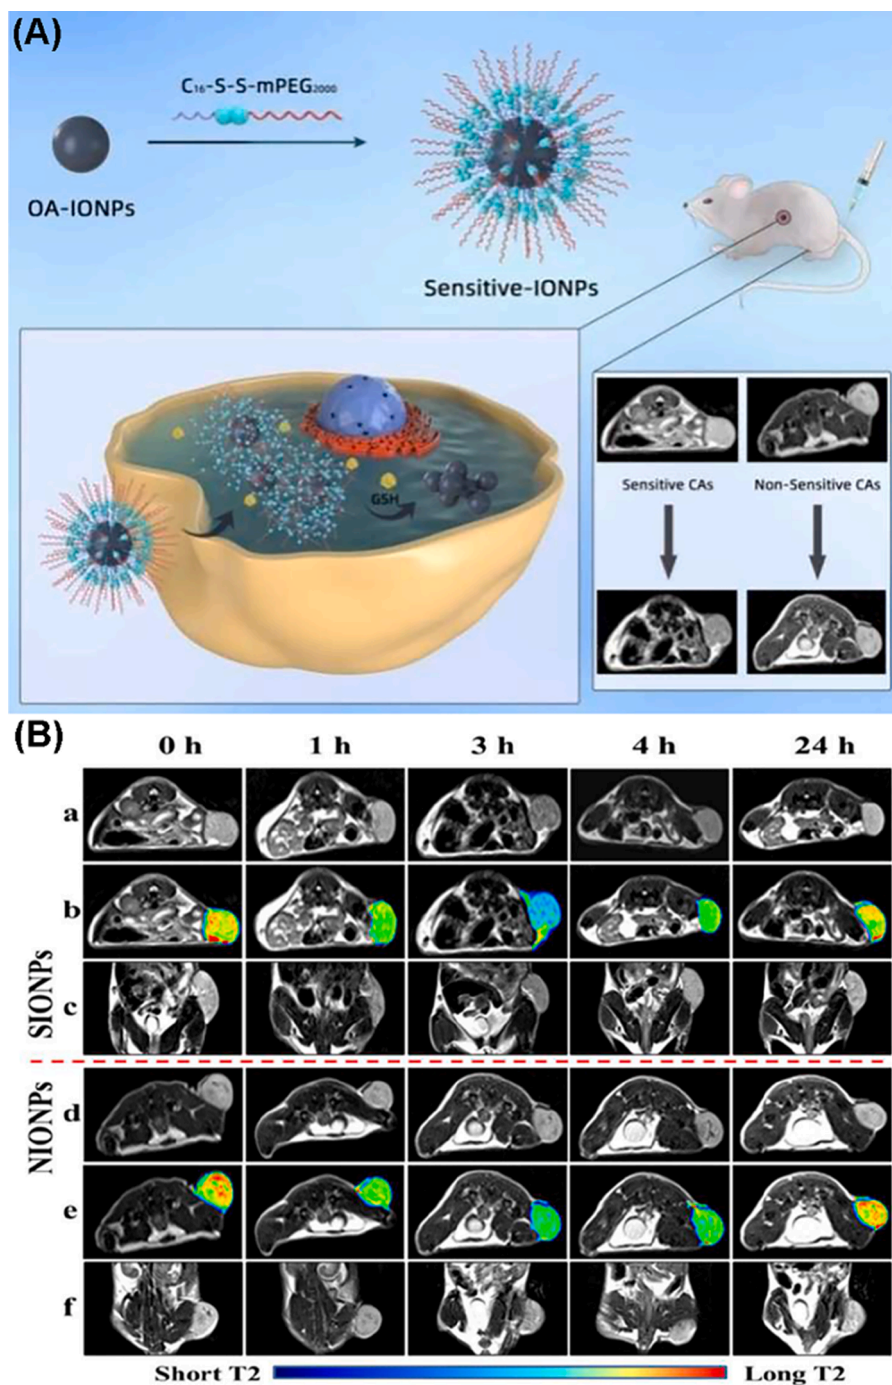 (A)
C₁₆-S-S-mPEG₂₀₀₀
OA-IONPs
Sensitive-IONPs
GSH
Sensitive CAs
Non-Sensitive CAs
(B)
0 h
1 h
3 h
4 h
24 h
a
b
c
SIONPs
NIONPs
d
e
f
Short T2
Long T2